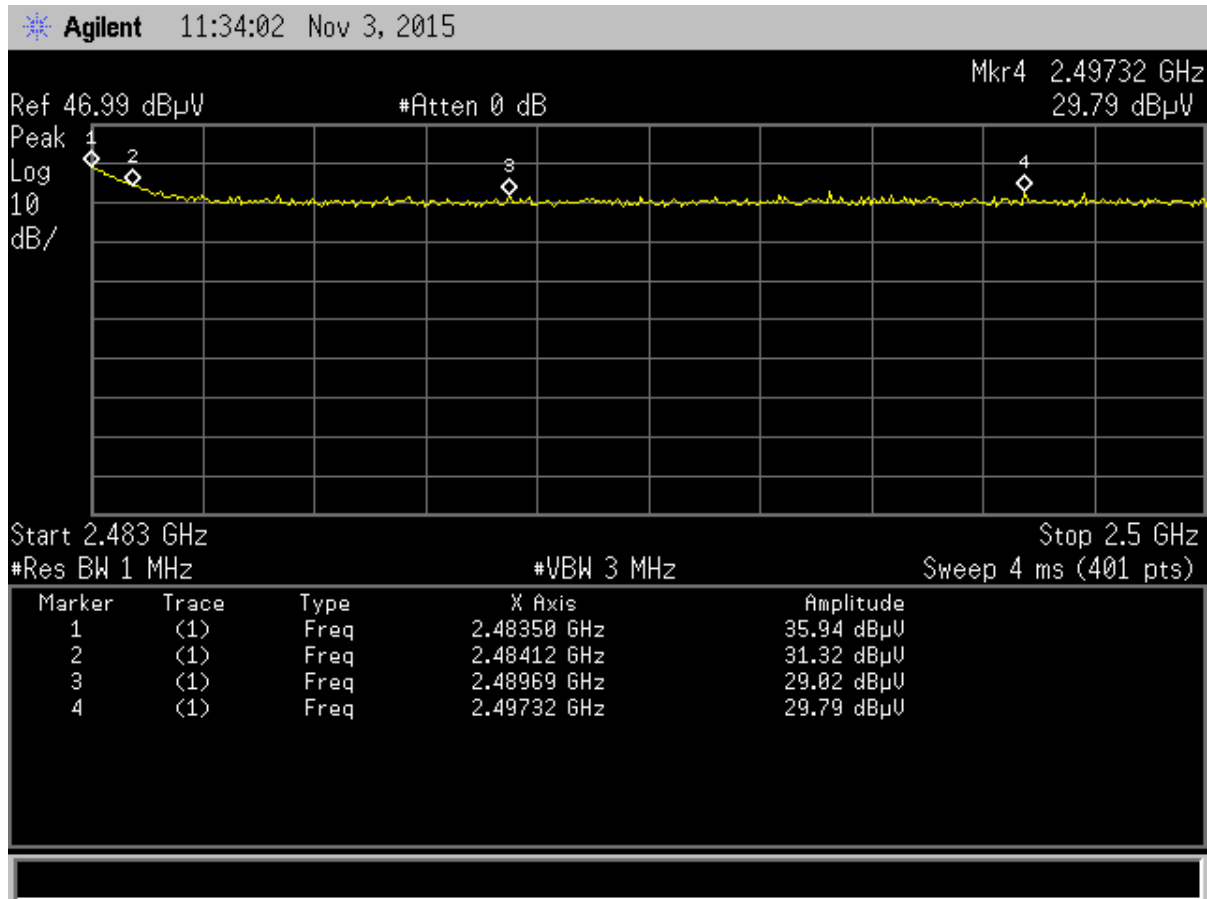 Agilent 11:34:02 Nov 3, 2015
Mkr4 2.49732 GHz
Ref 46.99 dBµV #Atten 0 dB 29.79 dBµV
Peak
Log
10
dB/
1
2
3
4
Start 2.483 GHz Stop 2.5 GHz
#Res BW 1 MHz #VBW 3 MHz Sweep 4 ms (401 pts)
Marker Trace Type X Axis Amplitude
1 (1) Freq 2.48350 GHz 35.94 dBµV
2 (1) Freq 2.48412 GHz 31.32 dBµV
3 (1) Freq 2.48969 GHz 29.02 dBµV
4 (1) Freq 2.49732 GHz 29.79 dBµV